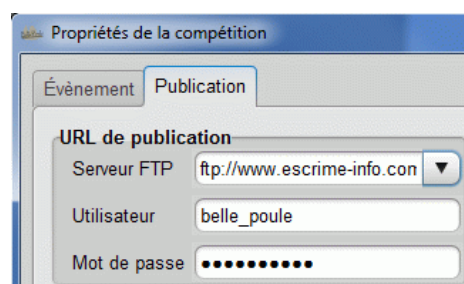 Propriétés de la compétition
Évènement Publication
URL de publication
Serveur FTP ftp://www.escrime-info.com
Utilisateur belle_poule
Mot de passe ●●●●●●●●●●